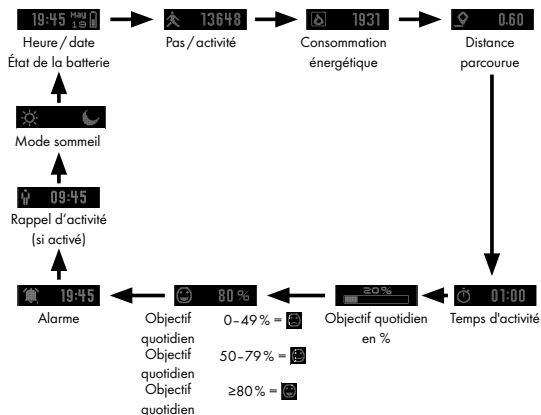 19:45 May 18
Heure / date
État de la batterie
13648
Pas / activité
1931
Consommation
énergétique
0.60
Distance
parcourue
01:00
Temps d'activité
20%
Objectif quotidien
en %
80 %
Objectif
quotidien
0–49 % =
Objectif
quotidien
50–79 % =
Objectif
quotidien
≥80 % =
19:45
Alarme
09:45
Rappel d‘activité
(si activé)
Mode sommeil